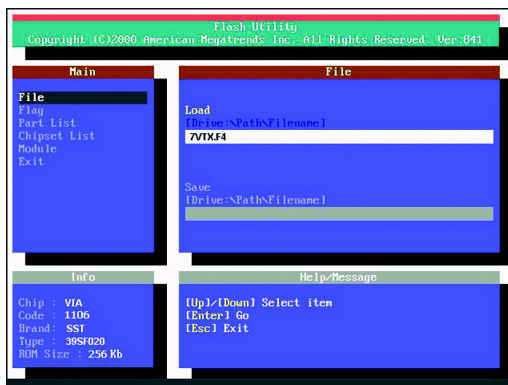 Flash Utility
Copyright (C)2000 American Megatrends Inc. All Rights Reserved. Ver:841
Main
File
Flag
Part List
Chipset List
Module
Exit
File
Load
[Drive:\Path\Filename]
7VTX.F4
Save
[Drive:\Path\Filename]
Info
Chip : VIA
Code : 1106
Brand: SST
Type : 39SF020
ROM Size : 256 Kb
Help/Message
[Up]/[Down] Select item
[Enter] Go
[Esc] Exit